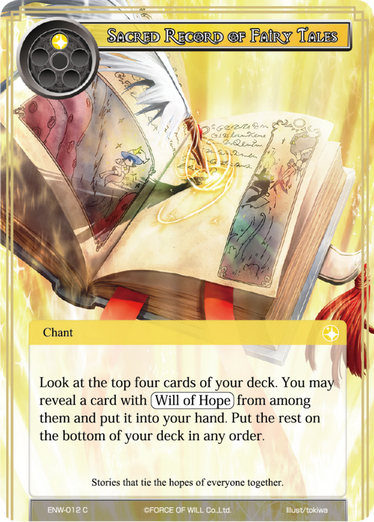 Sacred Record of Fairy Tales
Chant
Look at the top four cards of your deck. You may
reveal a card with Will of Hope from among
them and put it into your hand. Put the rest on
the bottom of your deck in any order.
Stories that tie the hopes of everyone together.
ENW-012 C
©FORCE OF WILL Co.,Ltd.
Illust/tokiwa